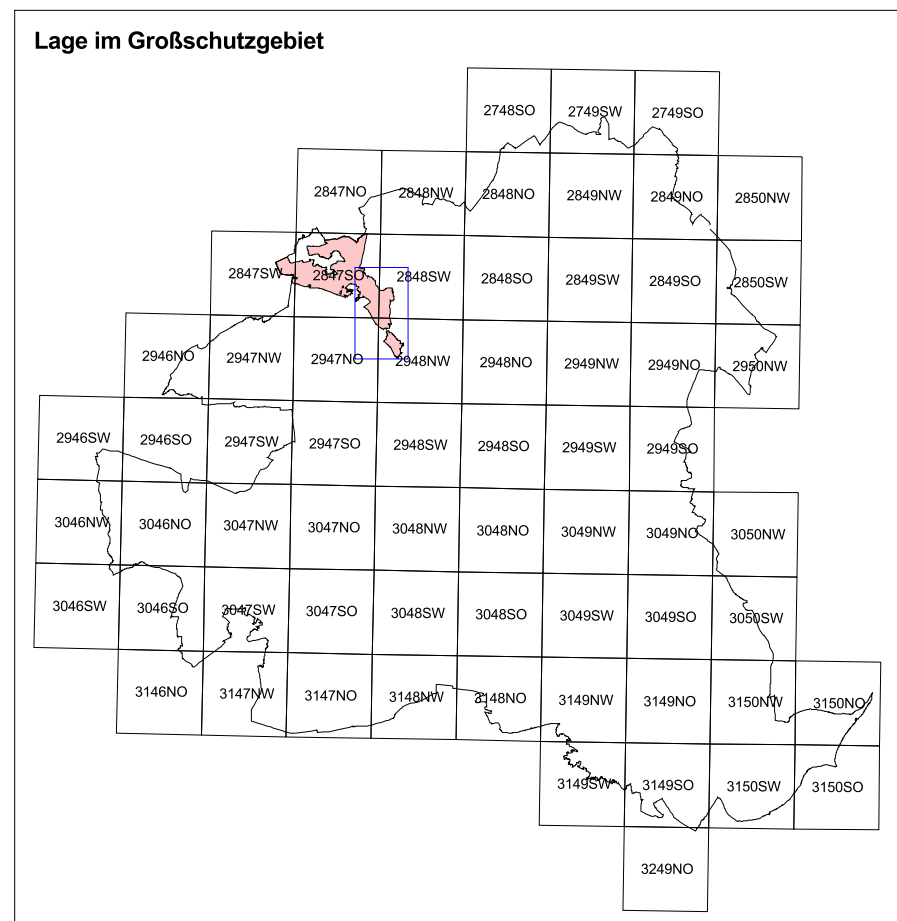 Lage im Großschutzgebiet
2748SO 2749SW 2749SO
2847NO 2848NW 2848NO 2849NW 2849NO 2850NW
2847SW 2847SO 2848SW 2848SO 2849SW 2849SO 2850SW
2946NO 2947NW 2947NO 2948NW 2948NO 2949NW 2949NO 2950NW
2946SW 2946SO 2947SW 2947SO 2948SW 2948SO 2949SW 2949SO
3046NW 3046NO 3047NW 3047NO 3048NW 3048NO 3049NW 3049NO 3050NW
3046SW 3046SO 3047SW 3047SO 3048SW 3048SO 3049SW 3049SO 3050SW
3146NO 3147NW 3147NO 3148NW 3148NO 3149NW 3149NO 3150NW 3150NO
3149SW 3149SO 3150SW 3150SO
3249NO